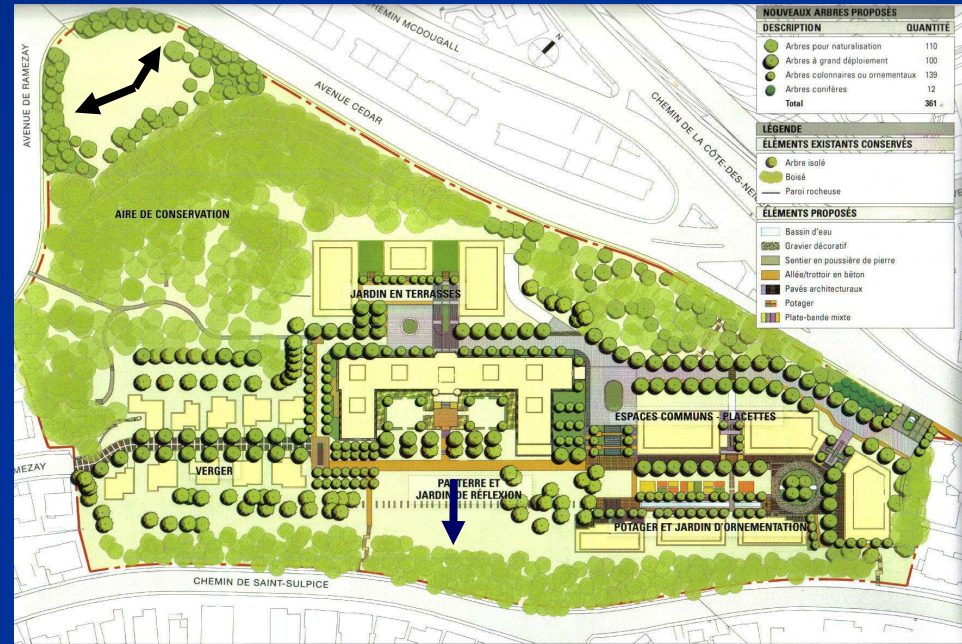 NOUVEAUX ARBRES PROPOSÉS
DESCRIPTION QUANTITÉ
Arbres pour naturalisation 110
Arbres à grand déploiement 100
Arbres colonnaires ou ornementaux 139
Arbres conifères 12
Total 361
LÉGENDE
ÉLÉMENTS EXISTANTS CONSERVÉS
Arbre isolé
Boisé
Paroi rocheuse
ÉLÉMENTS PROPOSÉS
Bassin d'eau
Gravier décoratif
Sentier en poussière de pierre
Allée/trottoir en béton
Pavés architecturaux
Potager
Plate-bande mixte
CHEMIN MCDOUGALL
N
AVENUE DE RAMEZAY
AVENUE CEDAR
CHEMIN DE LA CÔTE-DES-NEI
AIRE DE CONSERVATION
JARDIN EN TERRASSES
ESPACES COMMUNS - PLACETTES
MEZAY
VERGER
JARDIN DE RÉFLEXION
POTAGER ET JARDIN D'ORNEMENTATION
CHEMIN DE SAINT-SULPICE